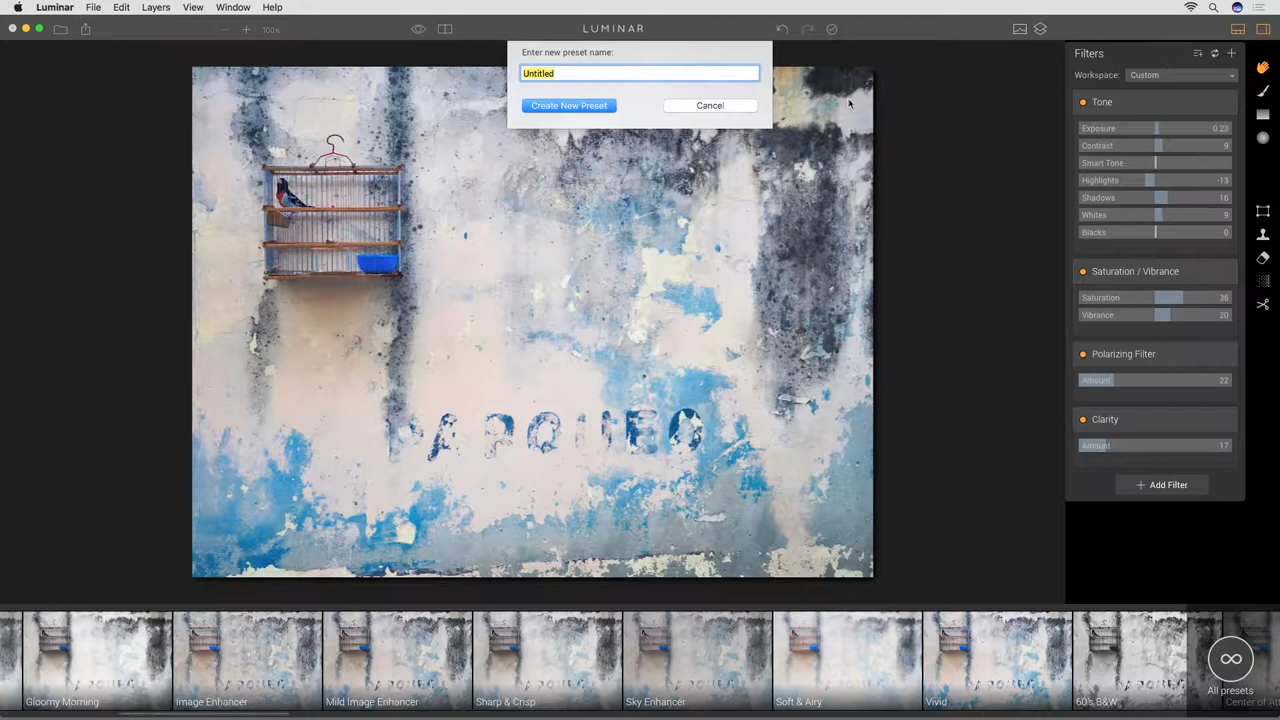 Luminar File Edit Layers View Window Help
100%
LUMINAR
Enter new preset name:
Untitled
Create New Preset Cancel
Filters
Workspace: Custom
Tone
Exposure 0.23
Contrast 9
Smart Tone
Highlights -13
Shadows 16
Whites 9
Blacks 0
Saturation / Vibrance
Saturation 36
Vibrance 20
Polarizing Filter
Amount 22
Clarity
Amount 17
Add Filter
Gloomy Morning
Image Enhancer
Mild Image Enhancer
Sharp & Crisp
Sky Enhancer
Soft & Airy
Vivid
60's B&W
All presets